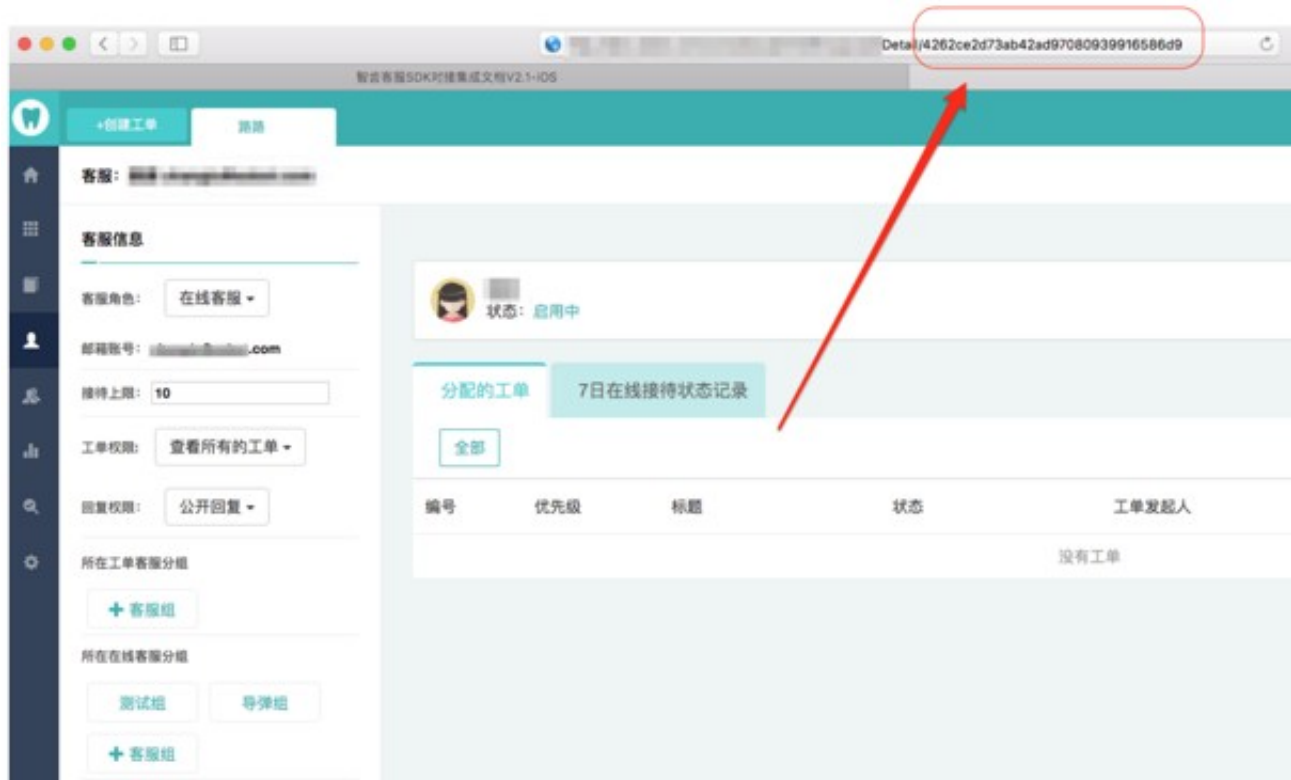 Detail/4262ce2d73ab42ad97080939916586d9
智齿客服SDK对接集成文档V2.1-iOS
+创建工单
路路
客服：
客服信息
客服角色： 在线客服
状态： 启用中
邮箱账号： .com
接待上限： 10
分配的工单 7日在线接待状态记录
工单权限: 查看所有的工单
全部
回复权限: 公开回复
编号 优先级 标题 状态 工单发起人
没有工单
所在工单客服分组
+ 客服组
所在在线客服分组
测试组 导弹组
+ 客服组